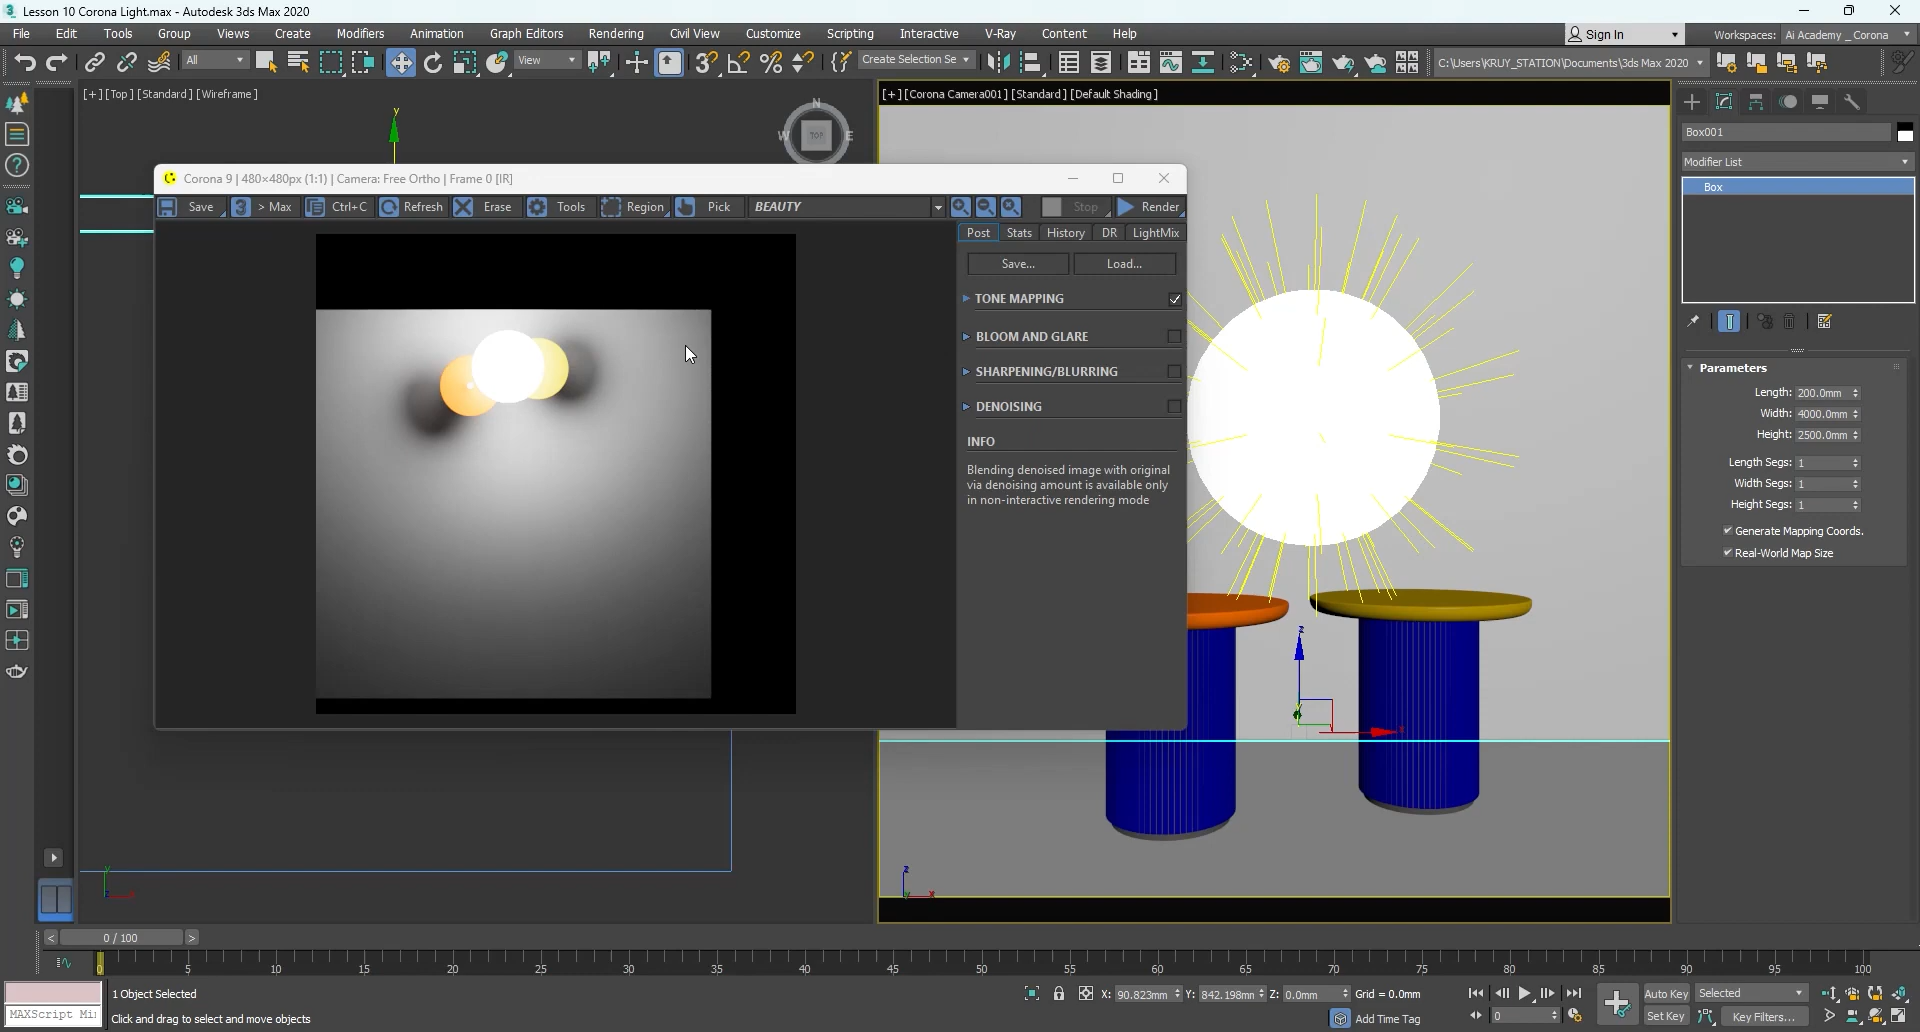 Lesson 10 Corona Light.max - Autodesk 3ds Max 2020
File Edit Tools Group Views Create Modifiers Animation Graph Editors Rendering Civil View Customize Scripting Interactive V-Ray Content Help
Sign In
Workspaces: Ai Academy _ Corona
All
View
Create Selection Se
C:\Users\KRUY_STATION\Documents\3ds Max 2020
[+] [Top] [Standard] [Wireframe]
[+] [Corona Camera001] [Standard] [Default Shading]
y
N
W TOP E
Corona 9 | 480×480px (1:1) | Camera: Free Ortho | Frame 0 [IR]
Save > Max Ctrl+C Refresh Erase Tools Region Pick BEAUTY Stop Render
Post Stats History DR LightMix
Save... Load...
TONE MAPPING
BLOOM AND GLARE
SHARPENING/BLURRING
DENOISING
INFO
Blending denoised image with original
via denoising amount is available only
in non-interactive rendering mode
Box001
Modifier List
Box
Parameters
Length: 200.0mm
Width: 4000.0mm
Height: 2500.0mm
Length Segs: 1
Width Segs: 1
Height Segs: 1
Generate Mapping Coords.
Real-World Map Size
z
x
z
x
0 / 100
0 5 10 15 20 25 30 35 40 45 50 55 60 65 70 75 80 85 90 95 100
1 Object Selected
X: 90.823mm Y: 842.198mm Z: 0.0mm Grid = 0.0mm
Auto Key Selected
MAXScript Mi
Click and drag to select and move objects
Add Time Tag
0
Set Key Key Filters...